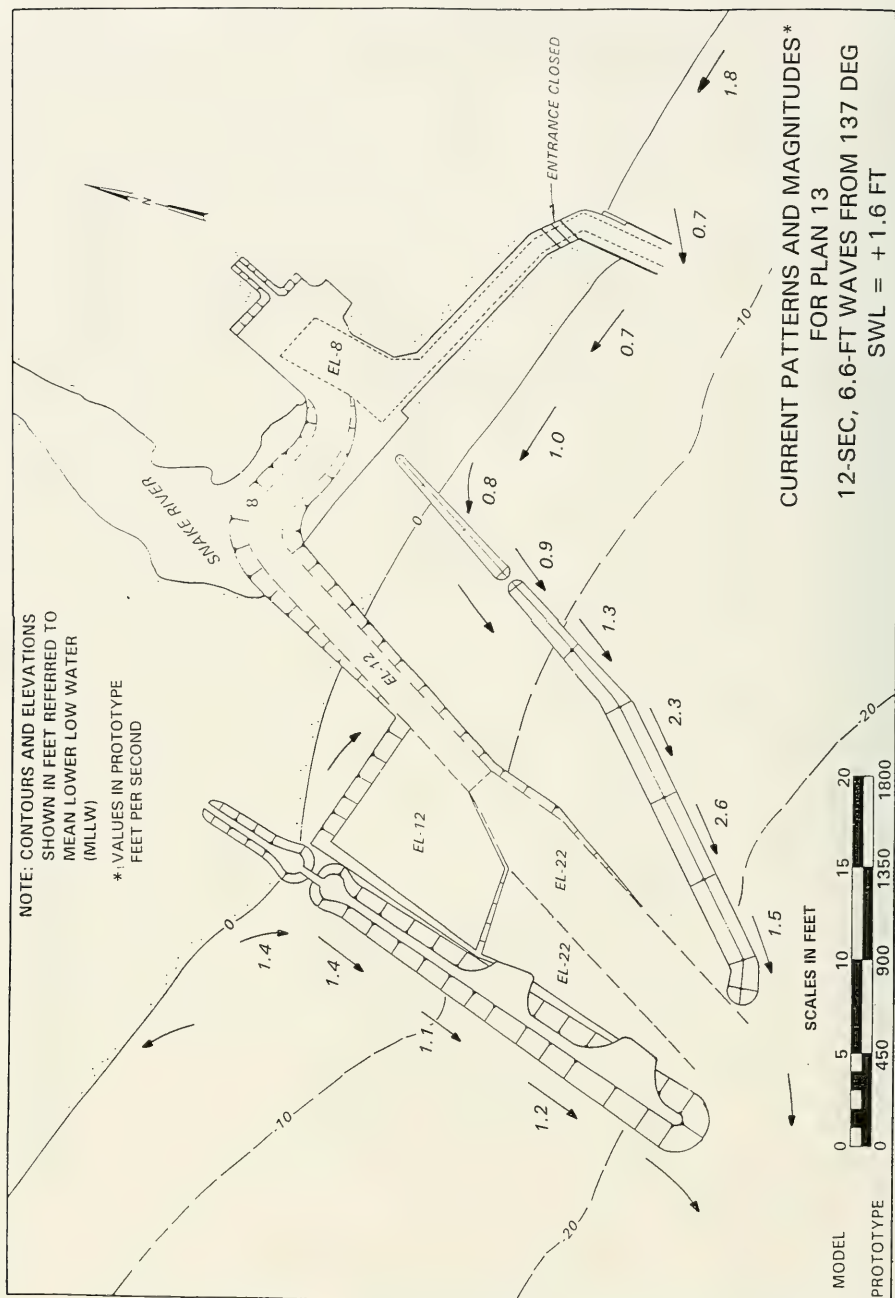 NOTE: CONTOURS AND ELEVATIONS
SHOWN IN FEET REFERRED TO
MEAN LOWER LOW WATER
(MLLW)
*: VALUES IN PROTOTYPE
FEET PER SECOND
N
SNAKE RIVER
8
EL-8
ENTRANCE CLOSED
0
0
EL-12
EL-12
EL-22
EL-22
-10
-10
-20
-20
1.4
1.4
1.1
1.2
1.8
0.7
0.7
1.0
0.8
0.9
1.3
2.3
2.6
1.5
SCALES IN FEET
MODEL
0 5 10 15 20
PROTOTYPE
0 450 900 1350 1800
CURRENT PATTERNS AND MAGNITUDES*
FOR PLAN 13
12-SEC, 6.6-FT WAVES FROM 137 DEG
SWL = +1.6 FT